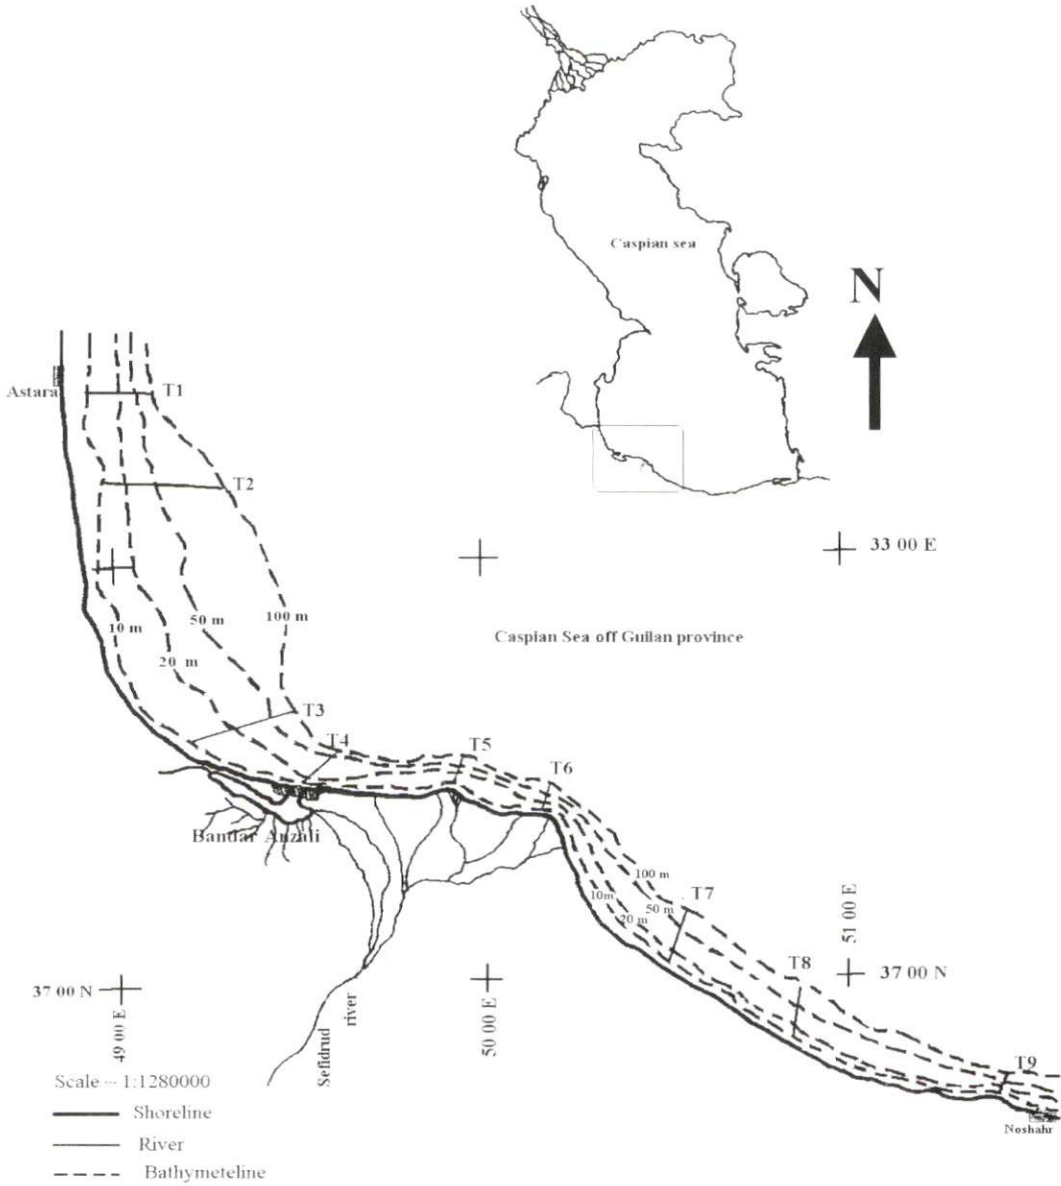 Caspian sea
N
Astara
T1
T2
33 00 E
10 m
50 m
100 m
20 m
Caspian Sea off Guilan province
T3
T4
T5
T6
Bandar Anzali
100 m
10m
50 m
20 m
T7
51 00 E
T8
37 00 N
37 00 N
49 00 E
Sefidrud
river
50 00 E
T9
Noshahr
Scale ~ 1:1280000
Shoreline
River
Bathymeteline